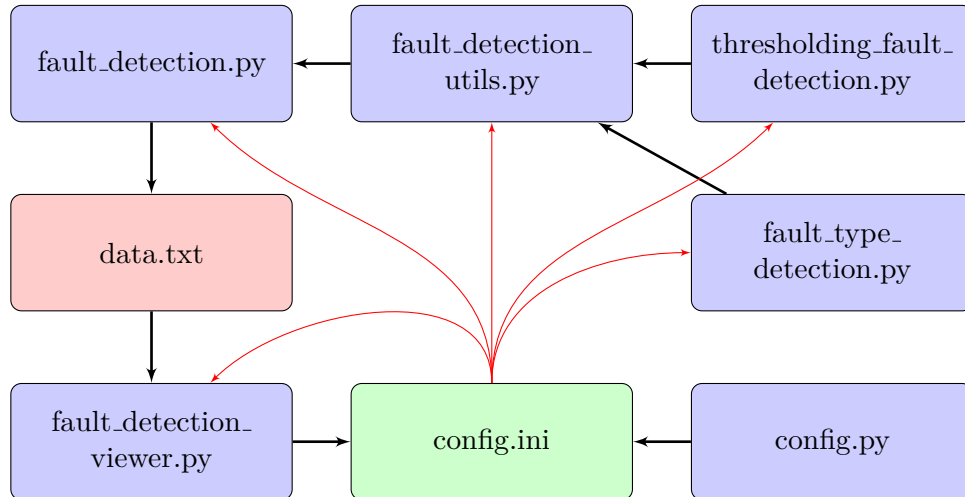 fault_detection.py
fault_detection_
utils.py
thresholding_fault_
detection.py
data.txt
fault_type_
detection.py
fault_detection_
viewer.py
config.ini
config.py